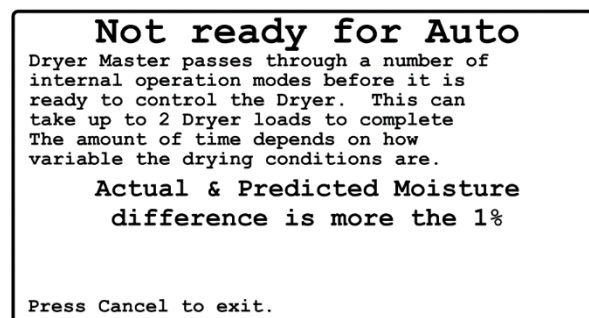 Not ready for Auto
Dryer Master passes through a number of
internal operation modes before it is
ready to control the Dryer.  This can
take up to 2 Dryer loads to complete
The amount of time depends on how
variable the drying conditions are.
Actual & Predicted Moisture
difference is more the 1%
Press Cancel to exit.